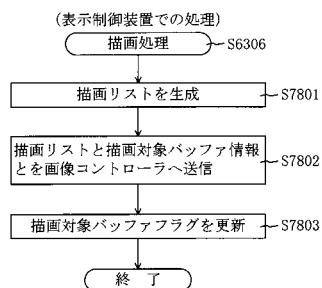 (表示制御装置での処理)
描画処理
S6306
描画リストを生成
S7801
描画リストと描画対象バッファ情報
とを画像コントローラへ送信
S7802
描画対象バッファフラグを更新
S7803
終了